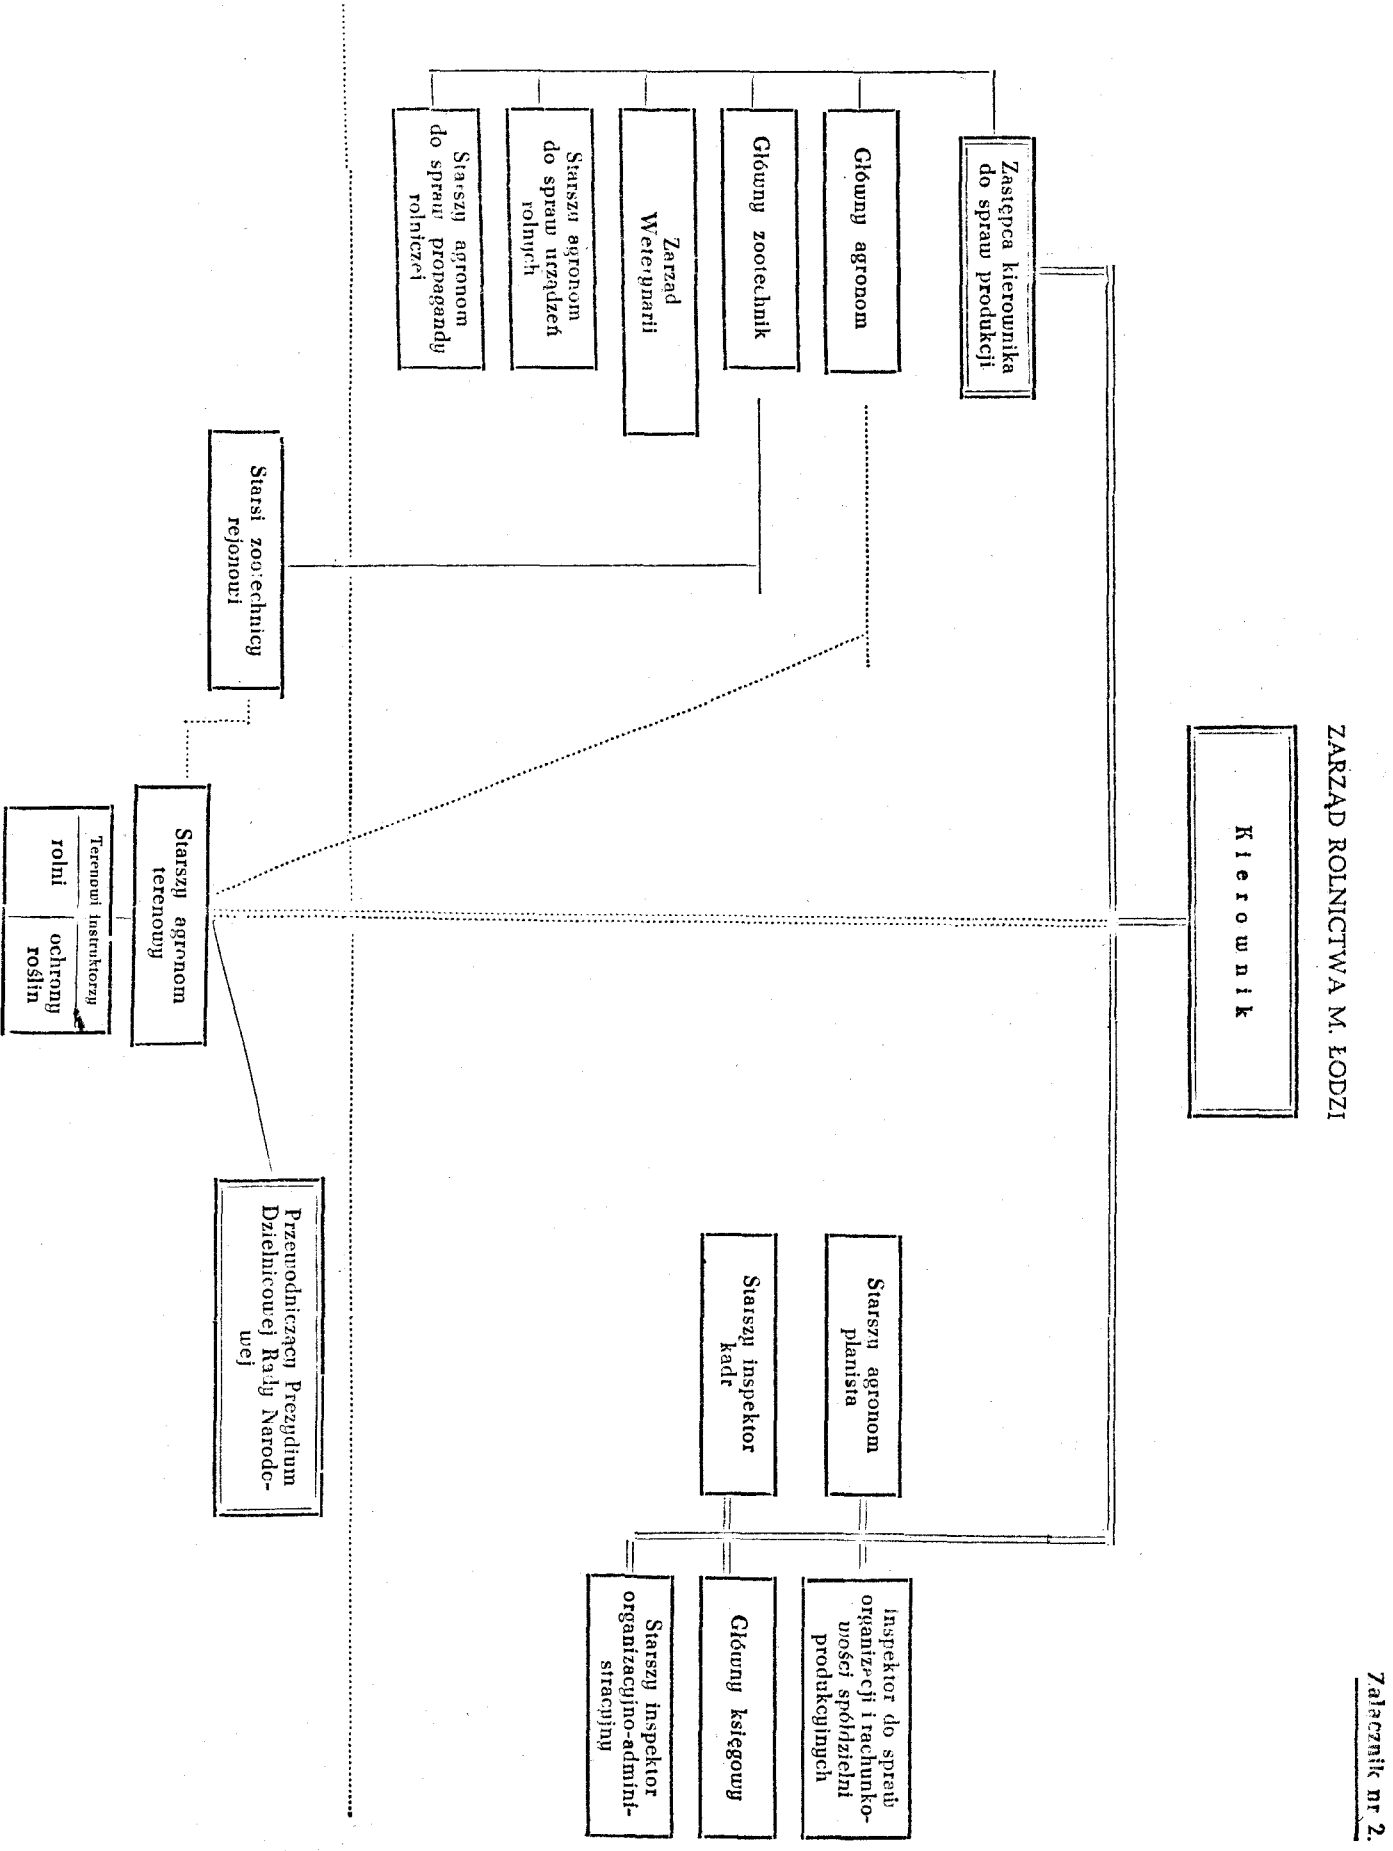 Załącznik nr 2.
ZARZĄD ROLNICTWA M. ŁODZI
Kierownik
Zastępca kierownika
do spraw produkcji
Główny agronom
Główny zootechnik
Zarząd
Weterynarii
Starszy agronom
do spraw urządzeń
rolnych
Starszy agronom
do spraw propagandy
rolniczej
Starszy agronom
planista
Starszy inspektor
kadr
Inspektor do spraw
organizacji i rachunko-
wości spółdzielni
produkcyjnych
Główny księgowy
Starszy inspektor
organizacyjno-admini-
stracyjny
Starsi zootechnicy
rejonowi
Starszy agronom
terenowy
Przewodniczący Prezydium
Dzielnicowej Rady Narodo-
wej
Terenowi instruktorzy
rolni
ochrony
roślin